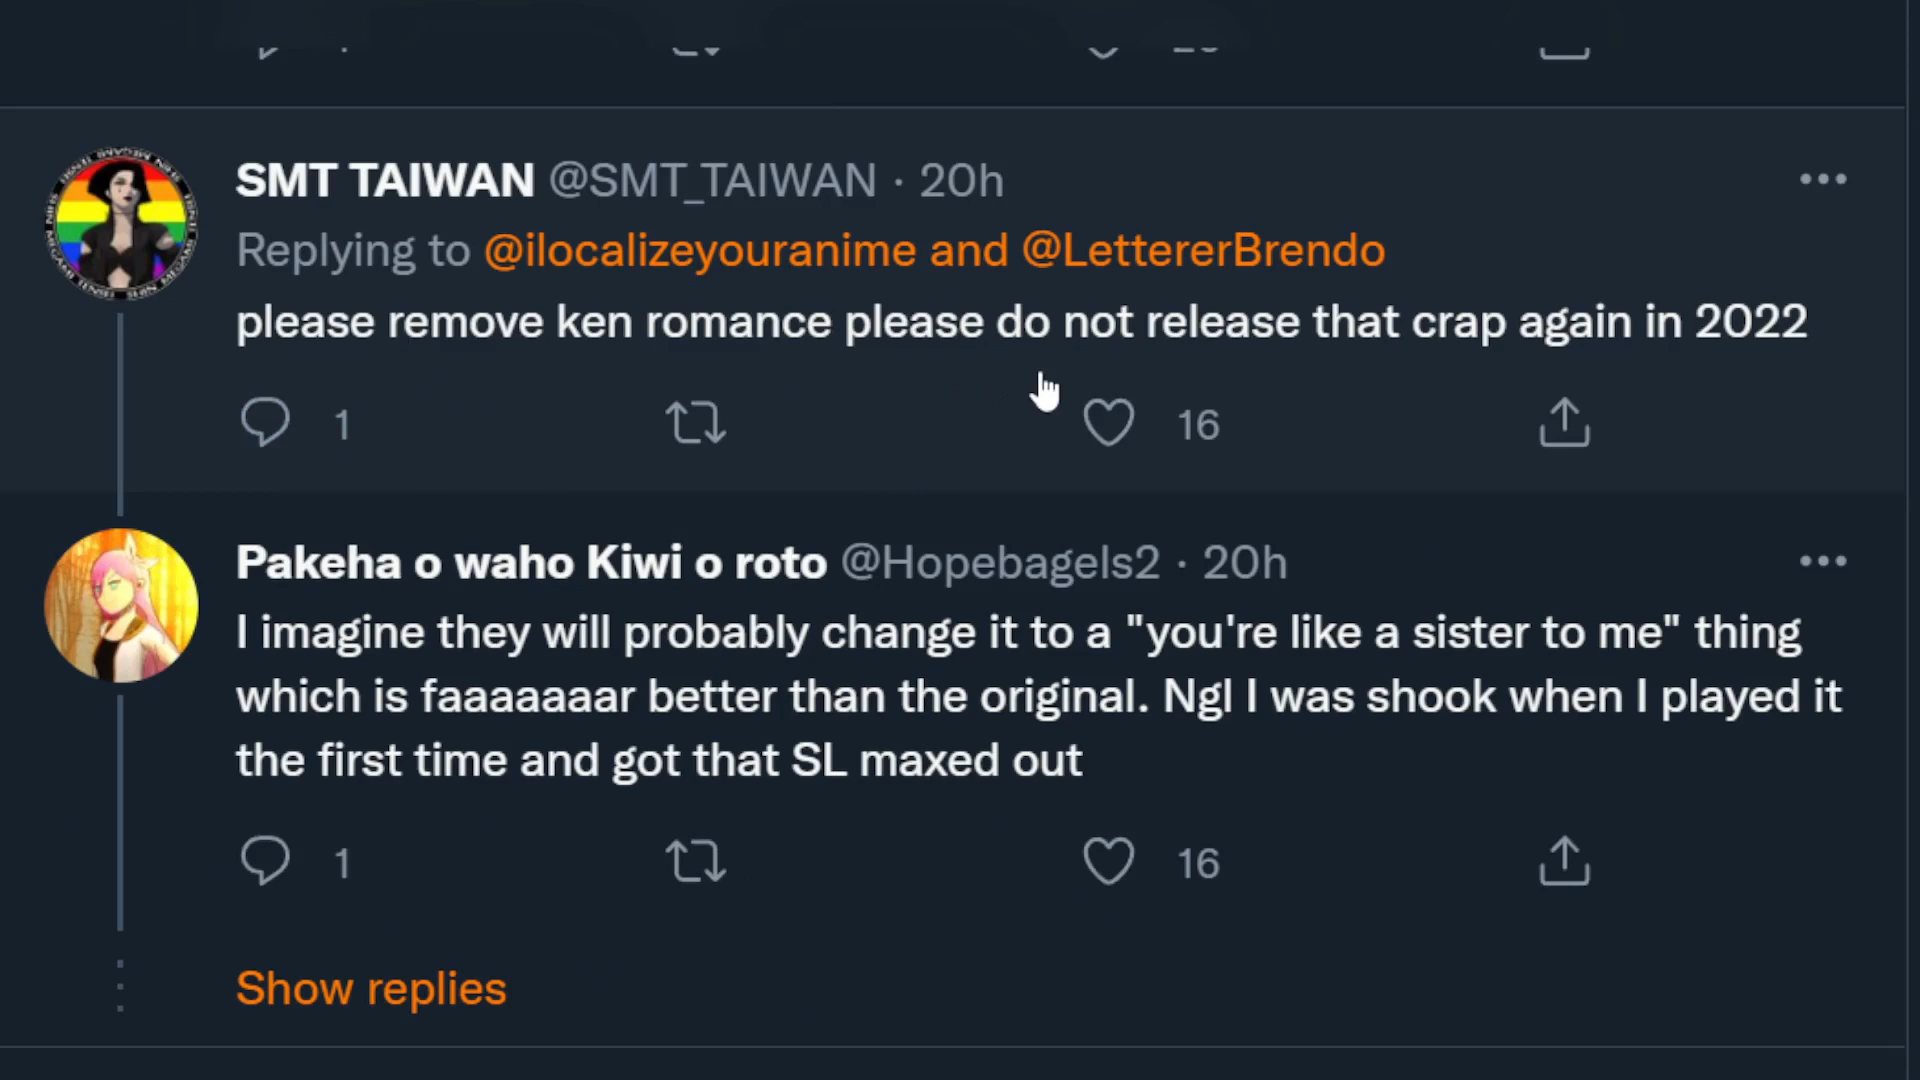 SMT TAIWAN @SMT_TAIWAN · 20h
Replying to @ilocalizeyouranime and @LettererBrendo
please remove ken romance please do not release that crap again in 2022
1 16
Pakeha o waho Kiwi o roto @Hopebagels2 · 20h
I imagine they will probably change it to a "you're like a sister to me" thing
which is faaaaaaar better than the original. Ngl I was shook when I played it
the first time and got that SL maxed out
1 16
Show replies